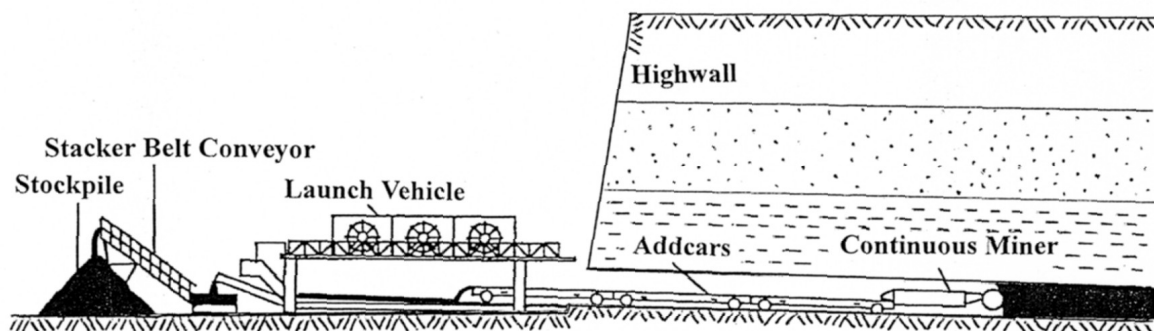 Highwall
Stacker Belt Conveyor
Stockpile
Launch Vehicle
Addcars
Continuous Miner